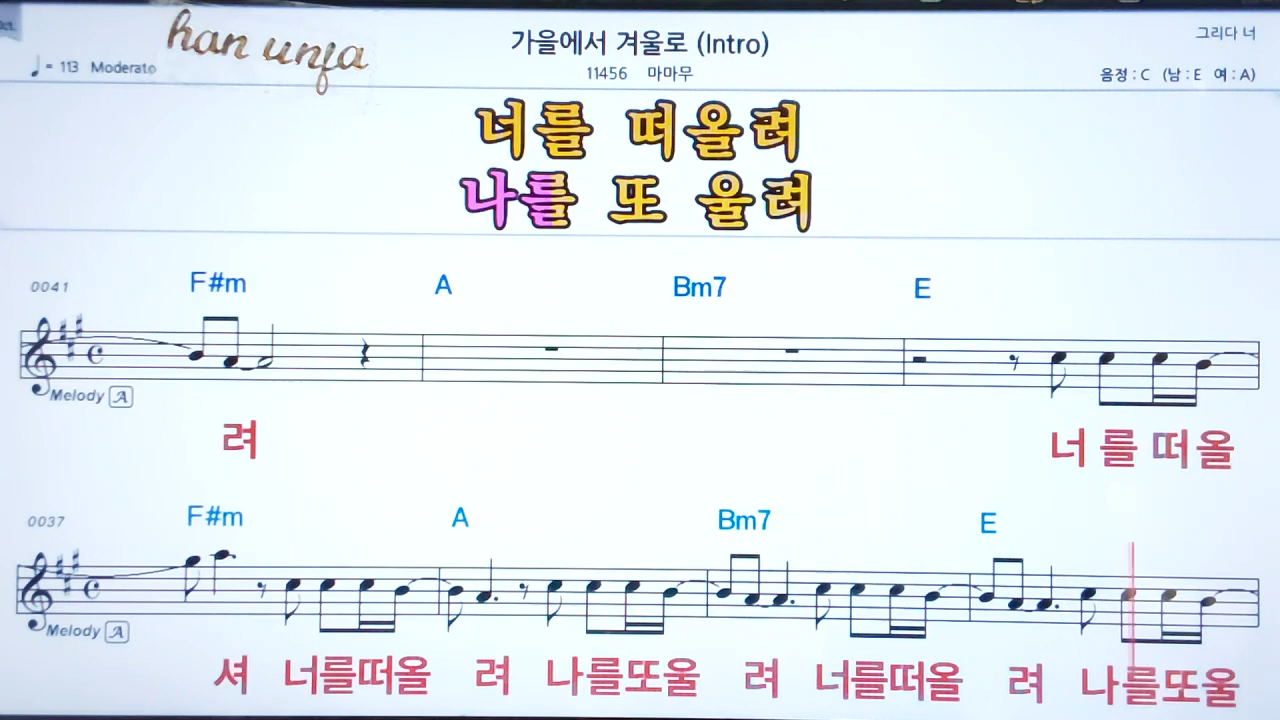 han unja
가을에서 겨울로 (Intro)
그리다 너
♩= 113 Moderato
11456 마마무
음정 : C (남 : E 여 : A)
너를 떠올려
나를 또 울려
0041
F#m A Bm7 E
Melody A
려 너 를 떠 올
0037
F#m A Bm7 E
Melody A
셔 너를떠올 려 나를또울 려 너를떠올 려 나를또울